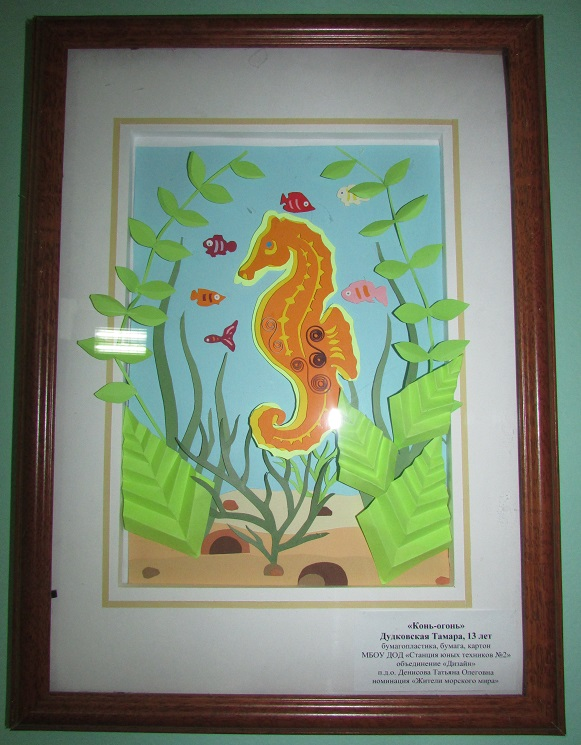 «Конь-огонь»
Дудковская Тамара, 13 лет
бумагопластика, бумага, картон
МБОУ ДОД «Станция юных техников №2»
объединение «Дизайн»
п.д.о. Денисова Татьяна Олеговна
номинация «Жители морского мира»